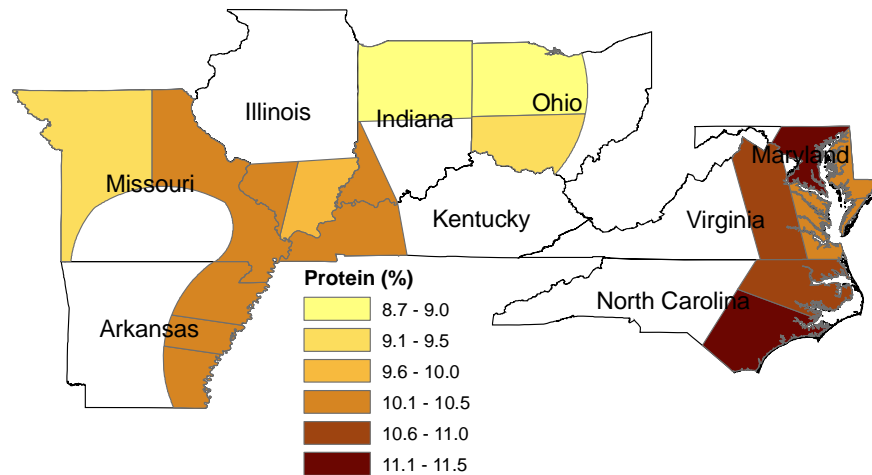 Illinois
Indiana
Ohio
Maryland
Missouri
Kentucky
Virginia
North Carolina
Arkansas
Protein (%)
8.7 - 9.0
9.1 - 9.5
9.6 - 10.0
10.1 - 10.5
10.6 - 11.0
11.1 - 11.5